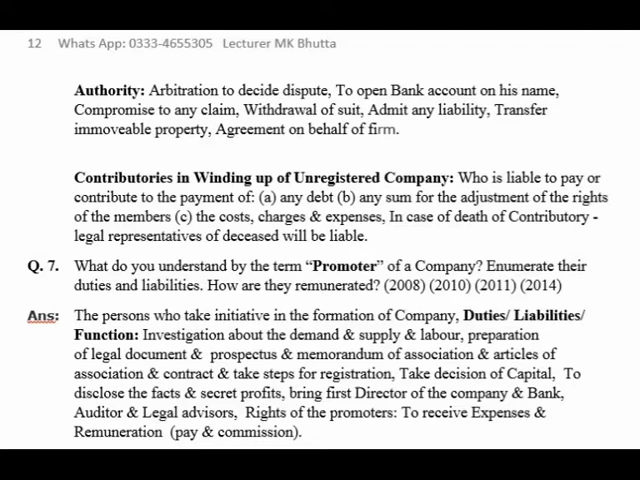 12 Whats App: 0333-4655305 Lecturer MK Bhutta
Authority: Arbitration to decide dispute, To open Bank account on his name,
Compromise to any claim, Withdrawal of suit, Admit any liability, Transfer
immoveable property, Agreement on behalf of firm.
Contributories in Winding up of Unregistered Company: Who is liable to pay or
contribute to the payment of: (a) any debt (b) any sum for the adjustment of the rights
of the members (c) the costs, charges & expenses, In case of death of Contributory -
legal representatives of deceased will be liable.
Q. 7. What do you understand by the term “Promoter” of a Company? Enumerate their
duties and liabilities. How are they remunerated? (2008) (2010) (2011) (2014)
Ans: The persons who take initiative in the formation of Company, Duties/ Liabilities/
Function: Investigation about the demand & supply & labour, preparation
of legal document & prospectus & memorandum of association & articles of
association & contract & take steps for registration, Take decision of Capital, To
disclose the facts & secret profits, bring first Director of the company & Bank,
Auditor & Legal advisors, Rights of the promoters: To receive Expenses &
Remuneration (pay & commission).